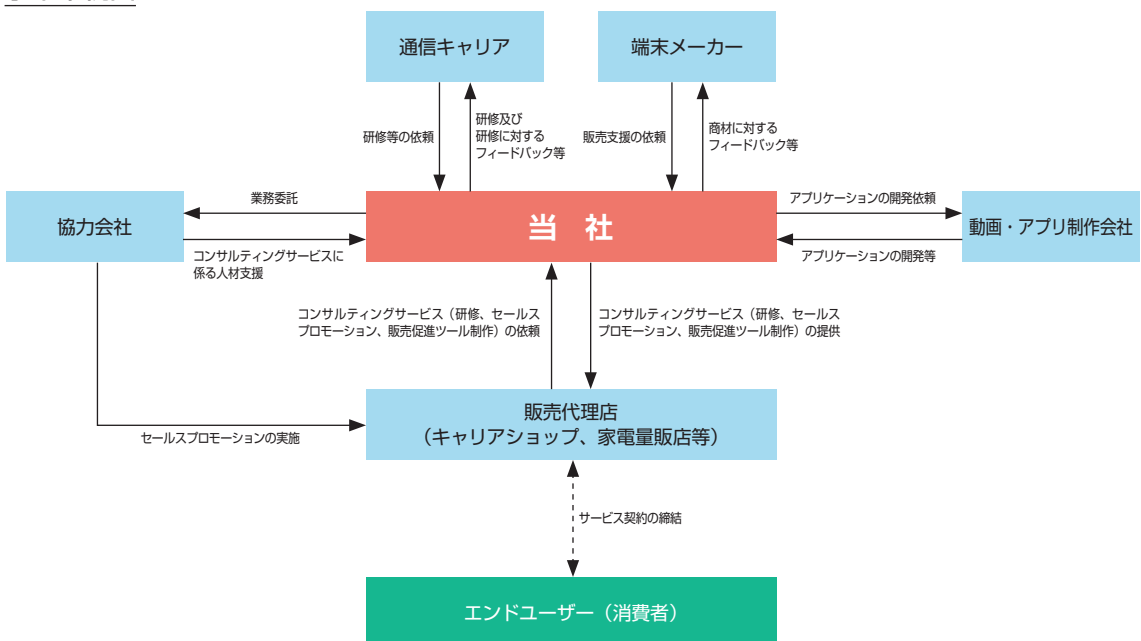 通信キャリア
端末メーカー
研修等の依頼
研修及び
研修に対する
フィードバック等
販売支援の依頼
商材に対する
フィードバック等
協力会社
業務委託
コンサルティングサービスに
係る人材支援
当 社
アプリケーションの開発依頼
アプリケーションの開発等
動画・アプリ制作会社
コンサルティングサービス（研修、セールス
プロモーション、販売促進ツール制作）の依頼
コンサルティングサービス（研修、セールス
プロモーション、販売促進ツール制作）の提供
販売代理店
（キャリアショップ、家電量販店等）
セールスプロモーションの実施
サービス契約の締結
エンドユーザー（消費者）